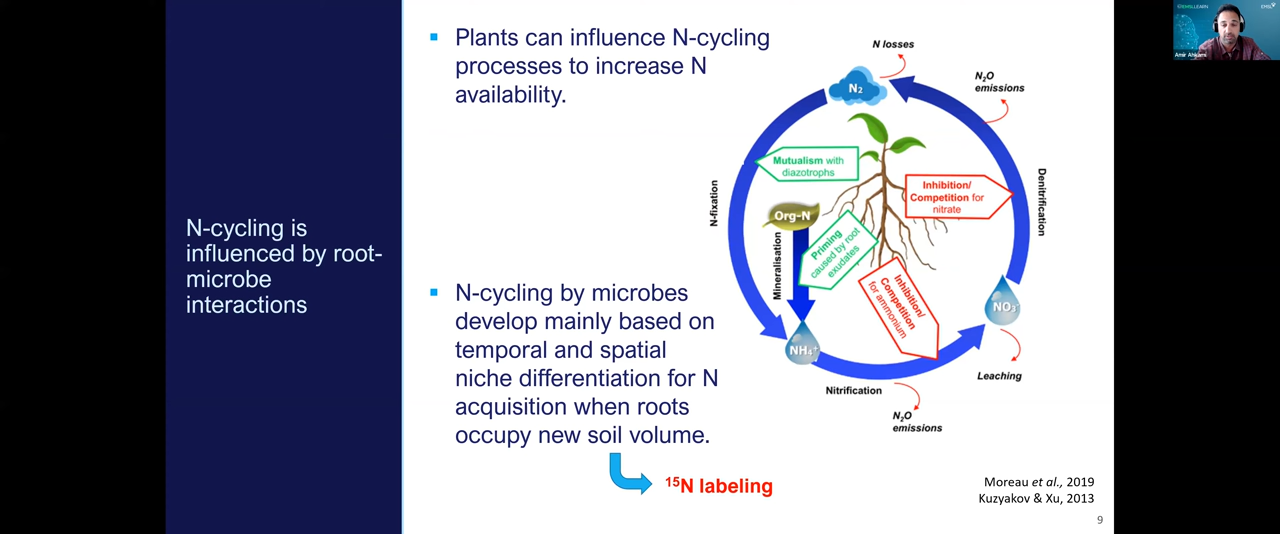 N-cycling is
influenced by root-
microbe
interactions
Plants can influence N-cycling
processes to increase N
availability.
N-cycling by microbes
develop mainly based on
temporal and spatial
niche differentiation for N
acquisition when roots
occupy new soil volume.
¹⁵N labeling
N losses
N₂
N₂O
emissions
Mutualism with
diazotrophs
Inhibition/
Competition for
nitrate
N-fixation
Denitrification
Org-N
Mineralisation
Priming
caused by root
exudates
Inhibition/
Competition
for ammonium
NH₄⁺
NO₃⁻
Nitrification
Leaching
N₂O
emissions
Moreau et al., 2019
Kuzyakov & Xu, 2013
9
EMSL LEARN
EMSL
Amir Ahkami